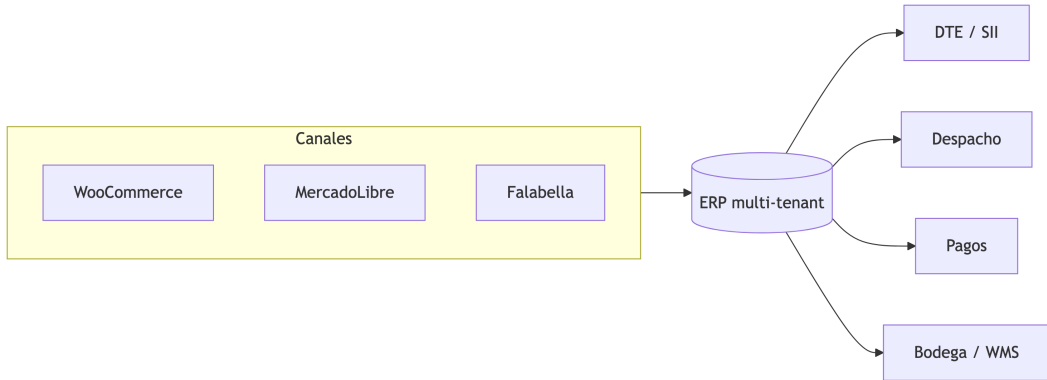 Canales
WooCommerce
MercadoLibre
Falabella
ERP multi-tenant
DTE / SII
Despacho
Pagos
Bodega / WMS